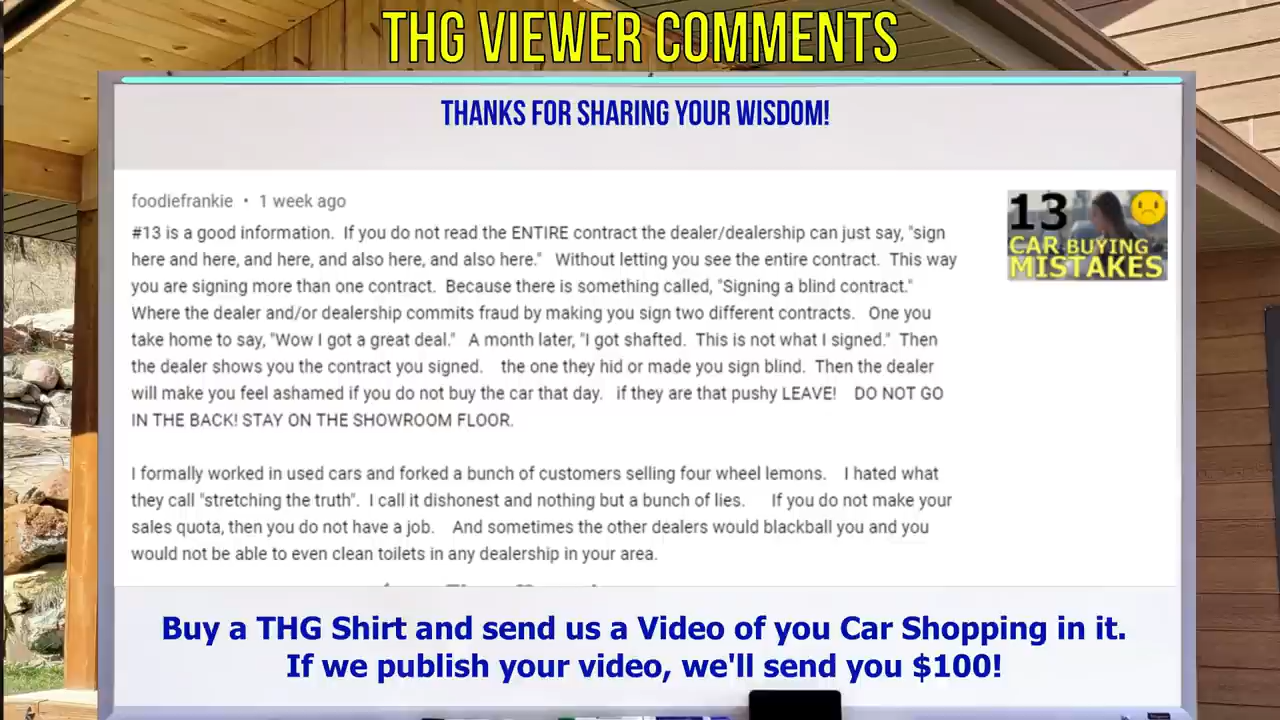 THG VIEWER COMMENTS
THANKS FOR SHARING YOUR WISDOM!
foodiefrankie • 1 week ago
#13 is a good information. If you do not read the ENTIRE contract the dealer/dealership can just say, "sign
here and here, and here, and also here, and also here." Without letting you see the entire contract. This way
you are signing more than one contract. Because there is something called, "Signing a blind contract."
Where the dealer and/or dealership commits fraud by making you sign two different contracts. One you
take home to say, "Wow I got a great deal." A month later, "I got shafted. This is not what I signed." Then
the dealer shows you the contract you signed. the one they hid or made you sign blind. Then the dealer
will make you feel ashamed if you do not buy the car that day. if they are that pushy LEAVE! DO NOT GO
IN THE BACK! STAY ON THE SHOWROOM FLOOR.
I formally worked in used cars and forked a bunch of customers selling four wheel lemons. I hated what
they call "stretching the truth". I call it dishonest and nothing but a bunch of lies. If you do not make your
sales quota, then you do not have a job. And sometimes the other dealers would blackball you and you
would not be able to even clean toilets in any dealership in your area.
13
CAR BUYING
MISTAKES
Buy a THG Shirt and send us a Video of you Car Shopping in it.
If we publish your video, we'll send you $100!